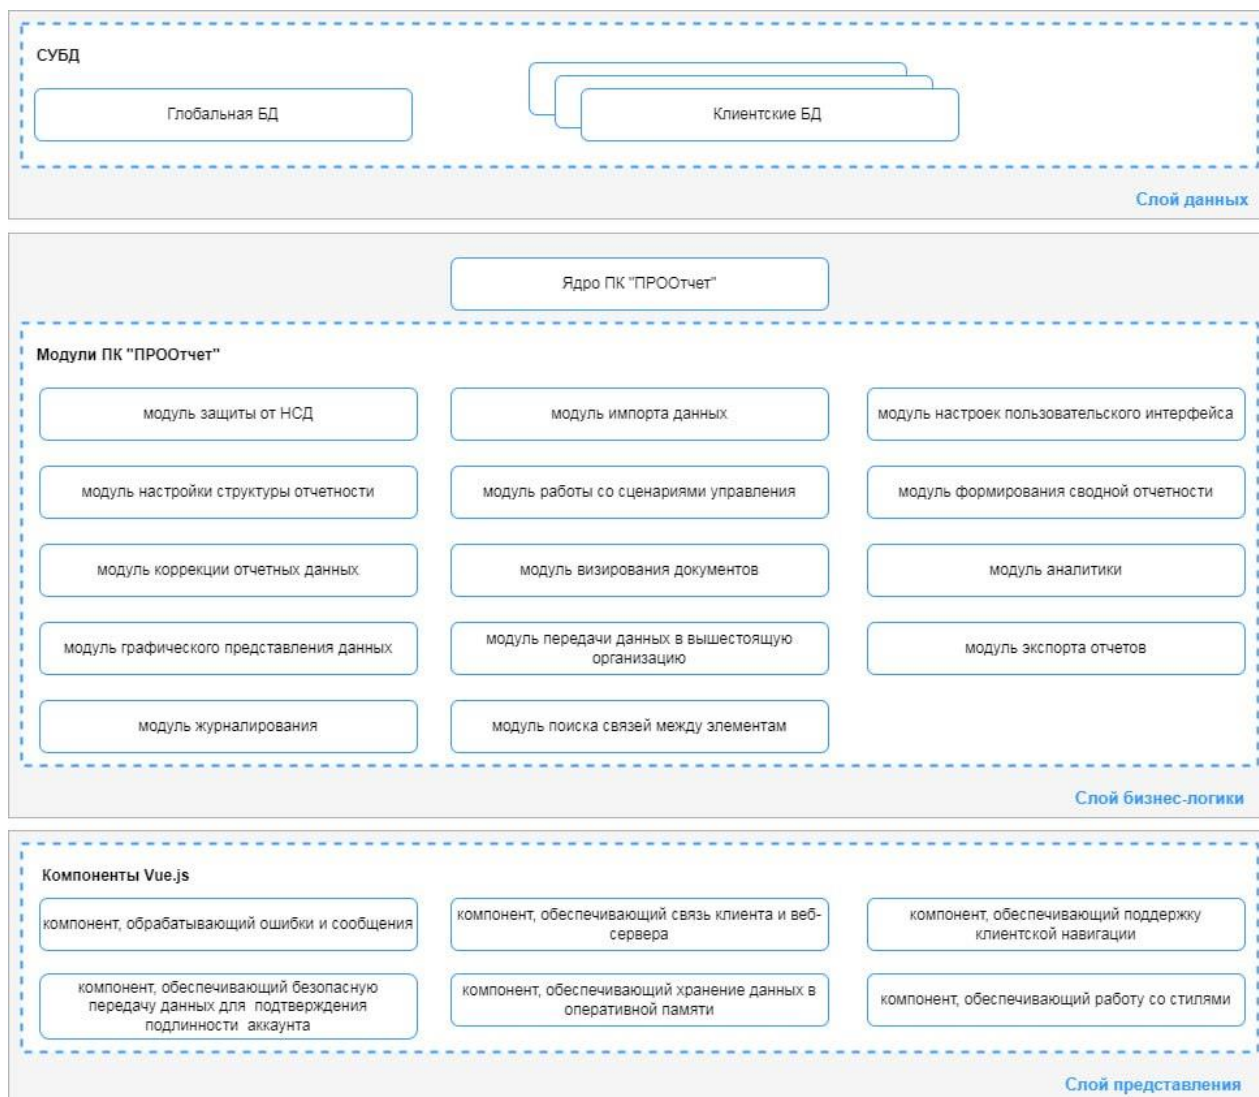 СУБД
Глобальная БД
Клиентские БД
Слой данных
Ядро ПК "ПРООтчет"
Модули ПК "ПРООтчет"
модуль защиты от НСД
модуль импорта данных
модуль настроек пользовательского интерфейса
модуль настройки структуры отчетности
модуль работы со сценариями управления
модуль формирования сводной отчетности
модуль коррекции отчетных данных
модуль визирования документов
модуль аналитики
модуль графического представления данных
модуль передачи данных в вышестоящую
организацию
модуль экспорта отчетов
модуль журналирования
модуль поиска связей между элементам
Слой бизнес-логики
Компоненты Vue.js
компонент, обрабатывающий ошибки и сообщения
компонент, обеспечивающий связь клиента и веб-
сервера
компонент, обеспечивающий поддержку
клиентской навигации
компонент, обеспечивающий безопасную
передачу данных для подтверждения
подлинности аккаунта
компонент, обеспечивающий хранение данных в
оперативной памяти
компонент, обеспечивающий работу со стилями
Слой представления